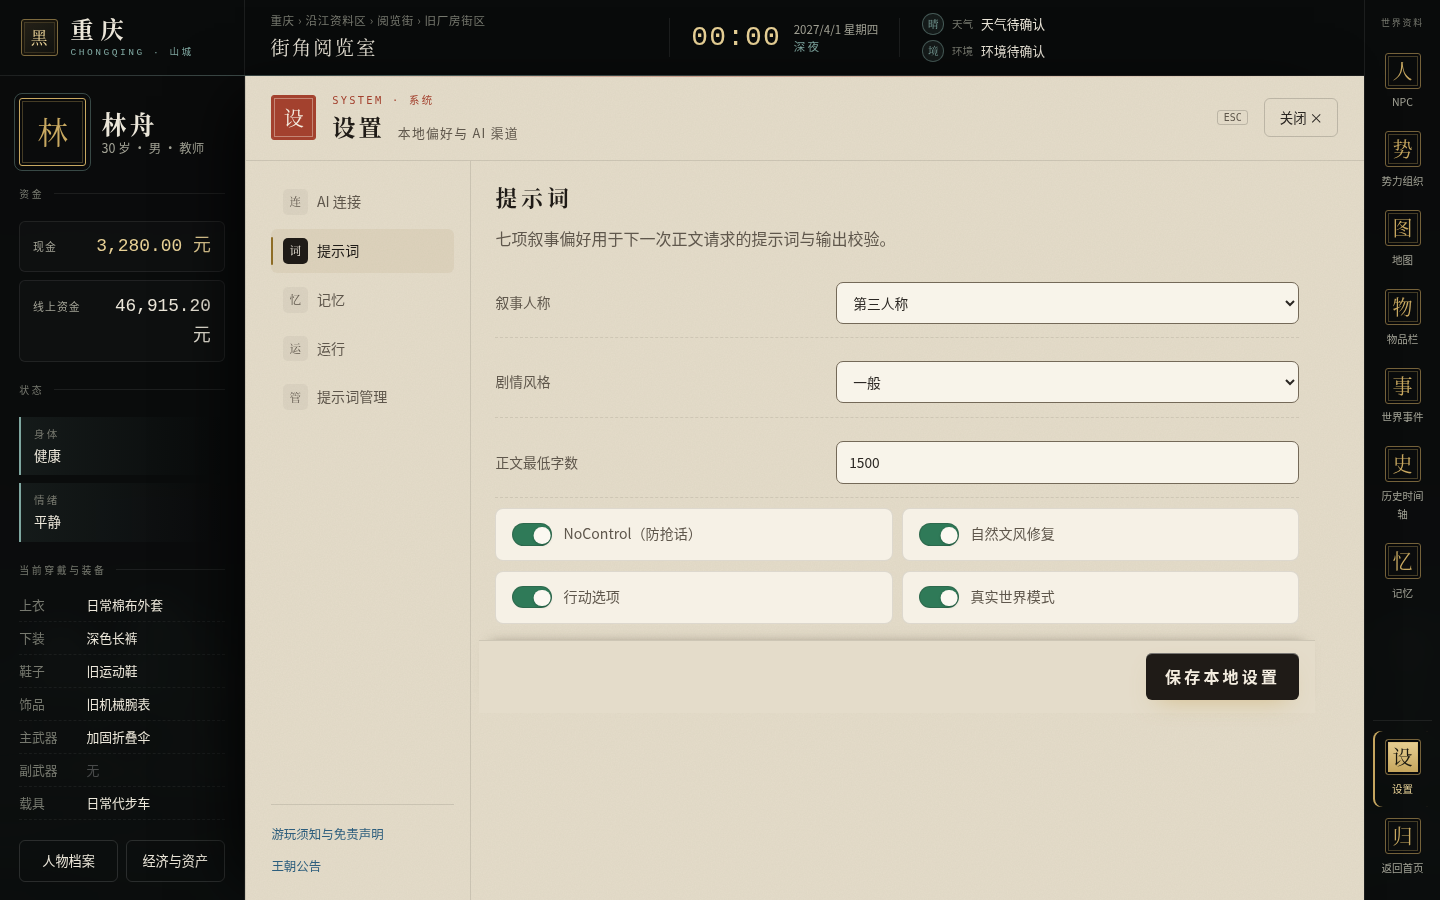 黑
重庆
CHONGQING · 山城
重庆 › 沿江资料区 › 阅览街 › 旧厂房街区
街角阅览室
00:00
2027/4/1 星期四
深夜
晴 天气 天气待确认
境 环境 环境待确认
世界资料
人
NPC
势
势力组织
图
地图
物
物品栏
事
世界事件
史
历史时间轴
忆
记忆
设
设置
归
返回首页
林
林舟
30 岁 • 男 • 教师
资金
现金 3,280.00 元
线上资金 46,915.20 元
状态
身体
健康
情绪
平静
当前穿戴与装备
上衣 日常棉布外套
下装 深色长裤
鞋子 旧运动鞋
饰品 旧机械腕表
主武器 加固折叠伞
副武器 无
载具 日常代步车
人物档案 经济与资产
设
SYSTEM · 系统
设置 本地偏好与 AI 渠道
ESC
关闭 ×
连 AI 连接
词 提示词
忆 记忆
运 运行
管 提示词管理
游玩须知与免责声明
王朝公告
提示词
七项叙事偏好用于下一次正文请求的提示词与输出校验。
叙事人称 第三人称
剧情风格 一般
正文最低字数 1500
NoControl（防抢话） 自然文风修复
行动选项 真实世界模式
保存本地设置